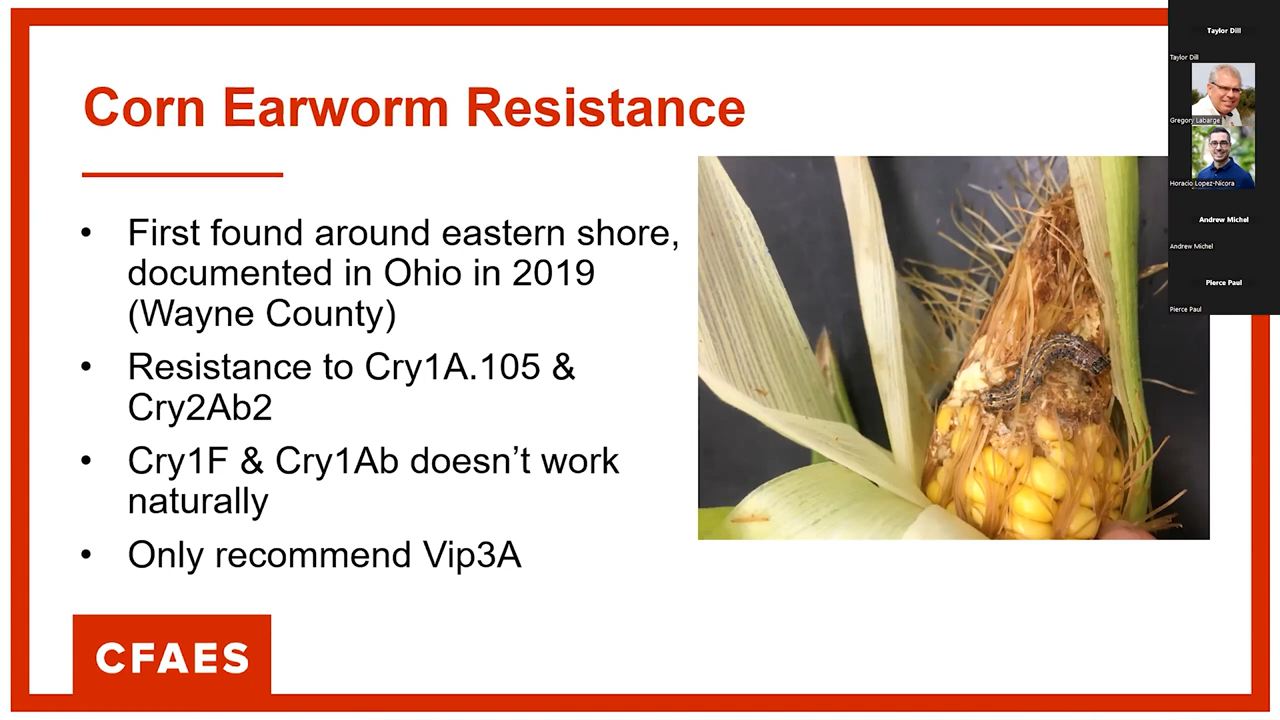 Corn Earworm Resistance
• First found around eastern shore,
documented in Ohio in 2019
(Wayne County)
• Resistance to Cry1A.105 &
Cry2Ab2
• Cry1F & Cry1Ab doesn’t work
naturally
• Only recommend Vip3A
CFAES
Taylor Dill
Taylor Dill
Gregory Labarge
Horacio Lopez-Nicora
Andrew Michel
Andrew Michel
Pierce Paul
Pierce Paul